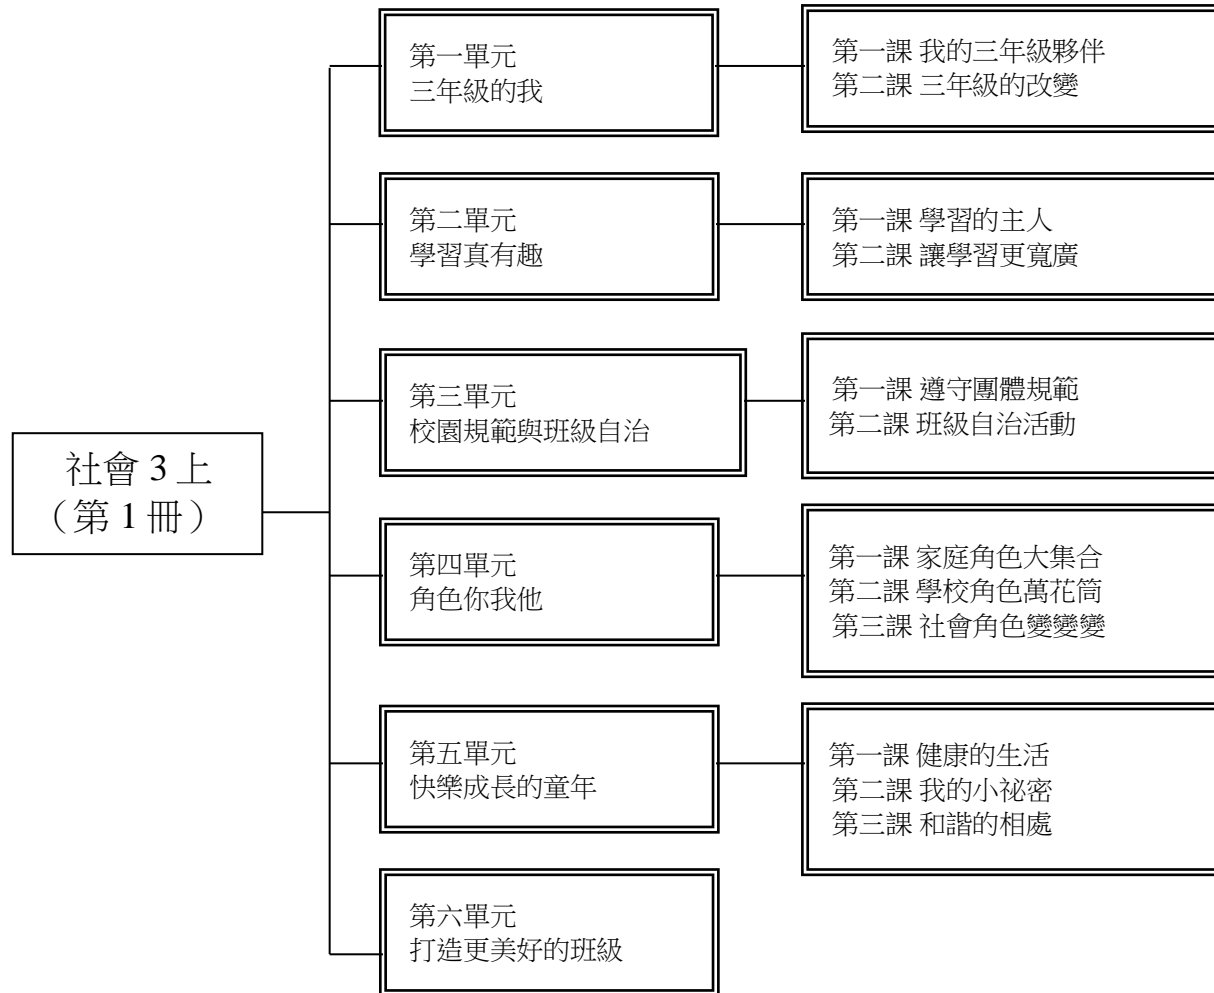 社會 3 上
（第 1 冊）
第一單元
三年級的我
第一課 我的三年級夥伴
第二課 三年級的改變
第二單元
學習真有趣
第一課 學習的主人
第二課 讓學習更寬廣
第三單元
校園規範與班級自治
第一課 遵守團體規範
第二課 班級自治活動
第四單元
角色你我他
第一課 家庭角色大集合
第二課 學校角色萬花筒
第三課 社會角色變變變
第五單元
快樂成長的童年
第一課 健康的生活
第二課 我的小祕密
第三課 和諧的相處
第六單元
打造更美好的班級